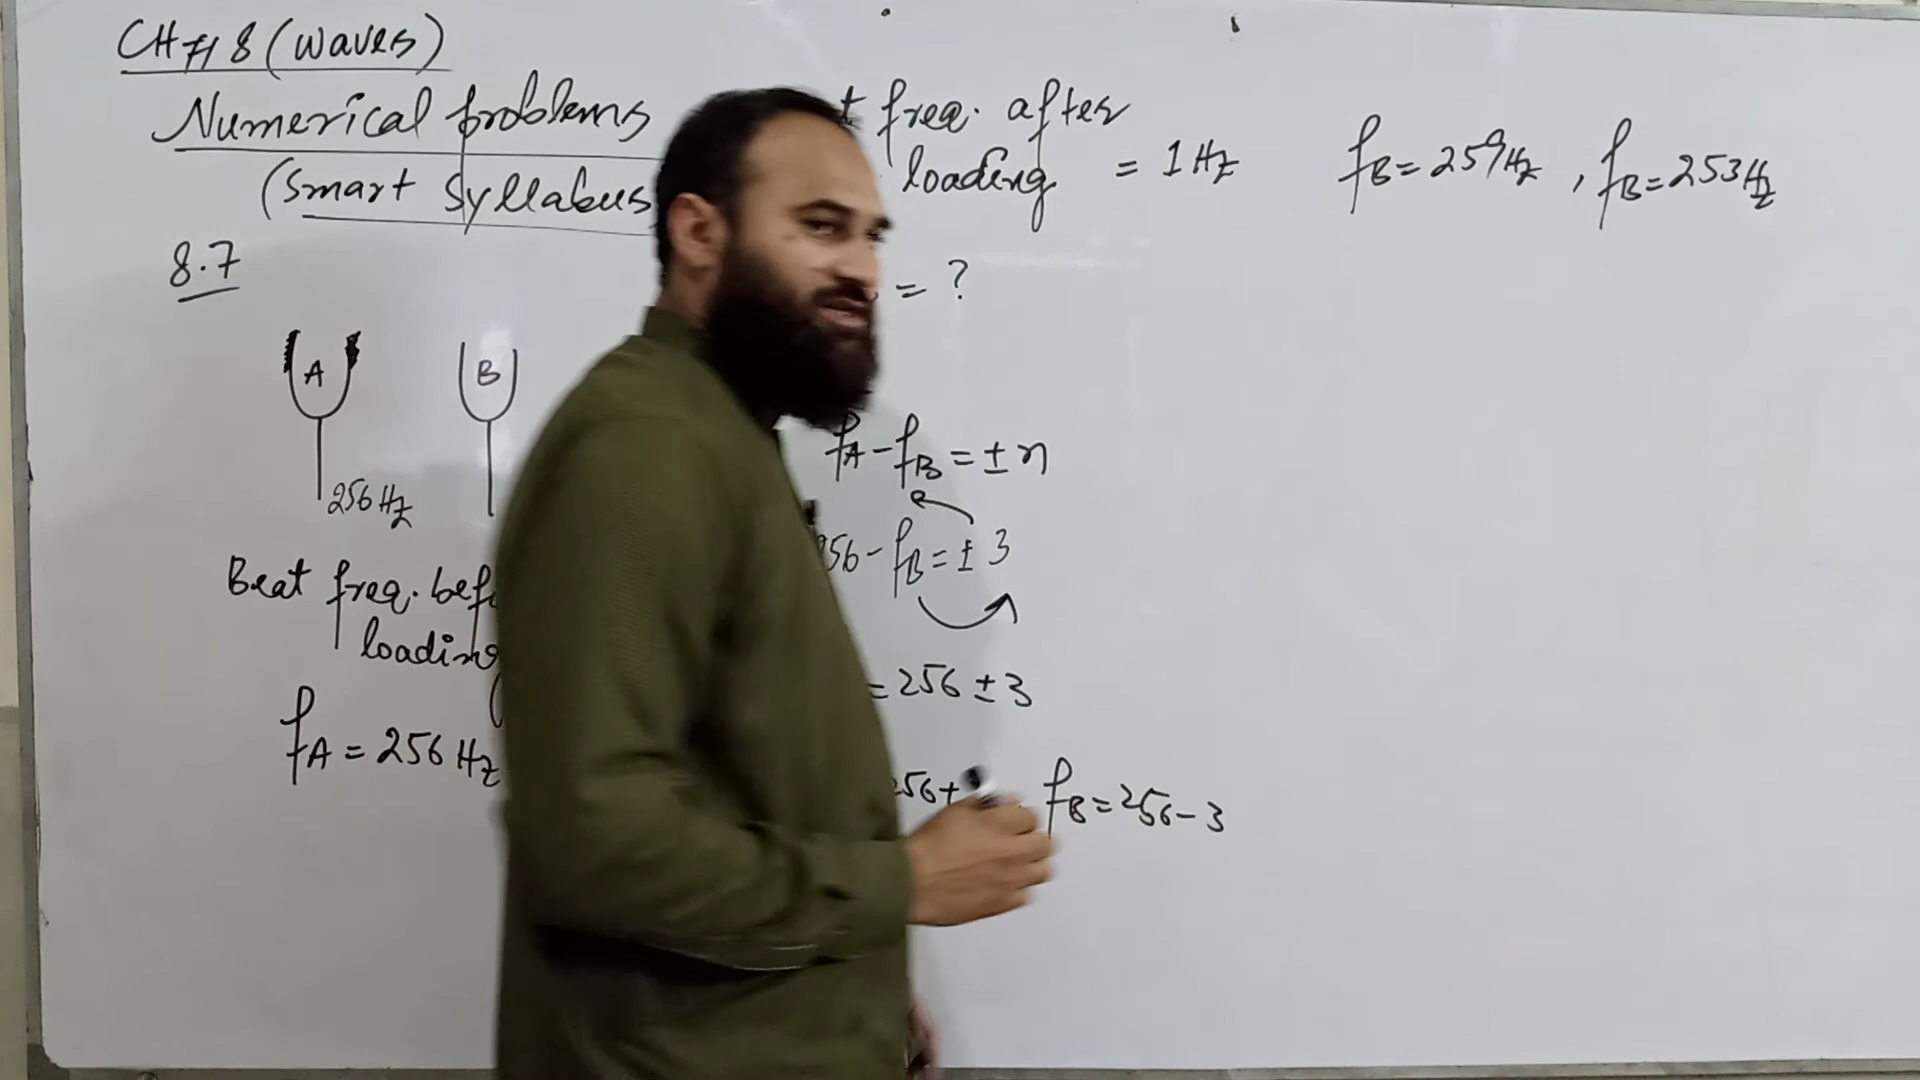 CH#8 (waves)
Numerical problems
(Smart Syllabus
freq. after
loading = 1 Hz
fB = 259 Hz, fB = 253 Hz
8.7
= ?
A
B
256 Hz
fA - fB = ± n
56 - fB = ± 3
Beat freq. bef
loading
= 256 ± 3
fA = 256 Hz
256 +
fB = 256 - 3